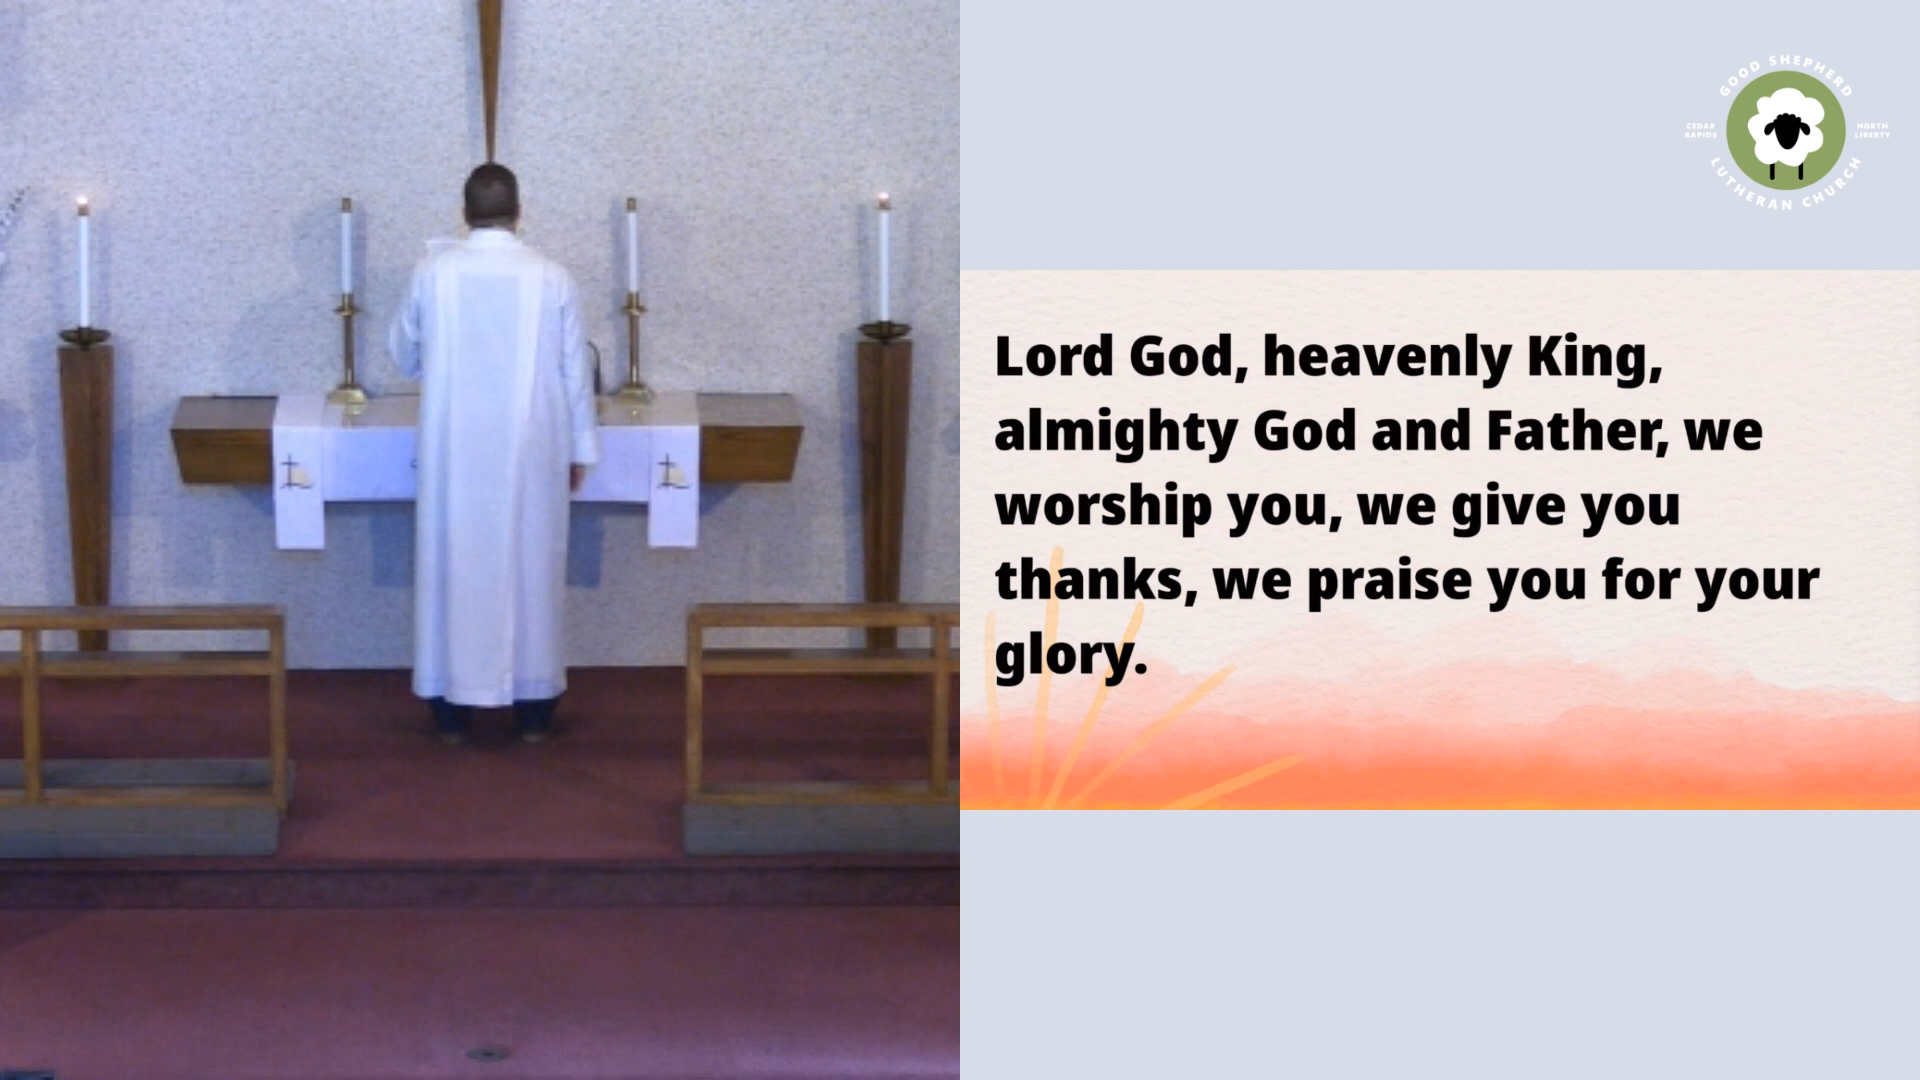 GOOD SHEPHERD
CEDAR
RAPIDS
NORTH
LIBERTY
LUTHERAN CHURCH
Lord God, heavenly King,
almighty God and Father, we
worship you, we give you
thanks, we praise you for your
glory.